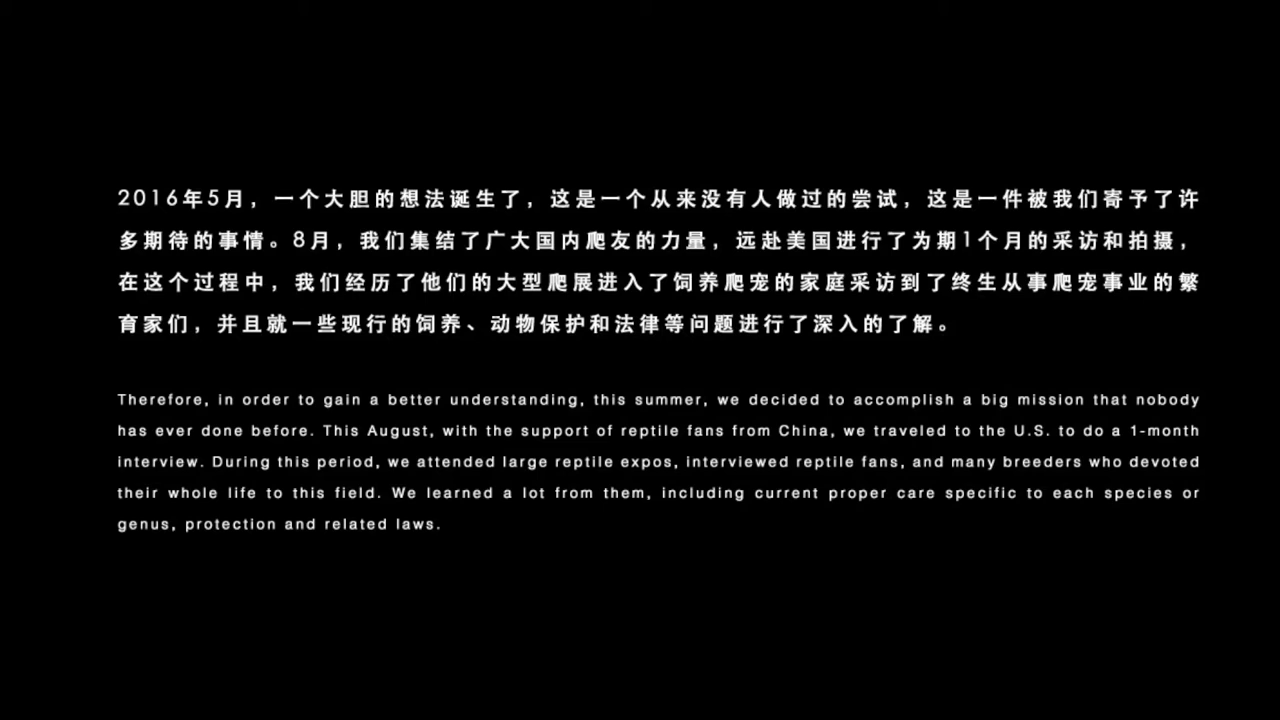 2016年5月，一个大胆的想法诞生了，这是一个从来没有人做过的尝试，这是一件被我们寄予了许
多期待的事情。8月，我们集结了广大国内爬友的力量，远赴美国进行了为期1个月的采访和拍摄，
在这个过程中，我们经历了他们的大型爬展进入了饲养爬宠的家庭采访到了终生从事爬宠事业的繁
育家们，并且就一些现行的饲养、动物保护和法律等问题进行了深入的了解。
Therefore, in order to gain a better understanding, this summer, we decided to accomplish a big mission that nobody
has ever done before. This August, with the support of reptile fans from China, we traveled to the U.S. to do a 1-month
interview. During this period, we attended large reptile expos, interviewed reptile fans, and many breeders who devoted
their whole life to this field. We learned a lot from them, including current proper care specific to each species or
genus, protection and related laws.